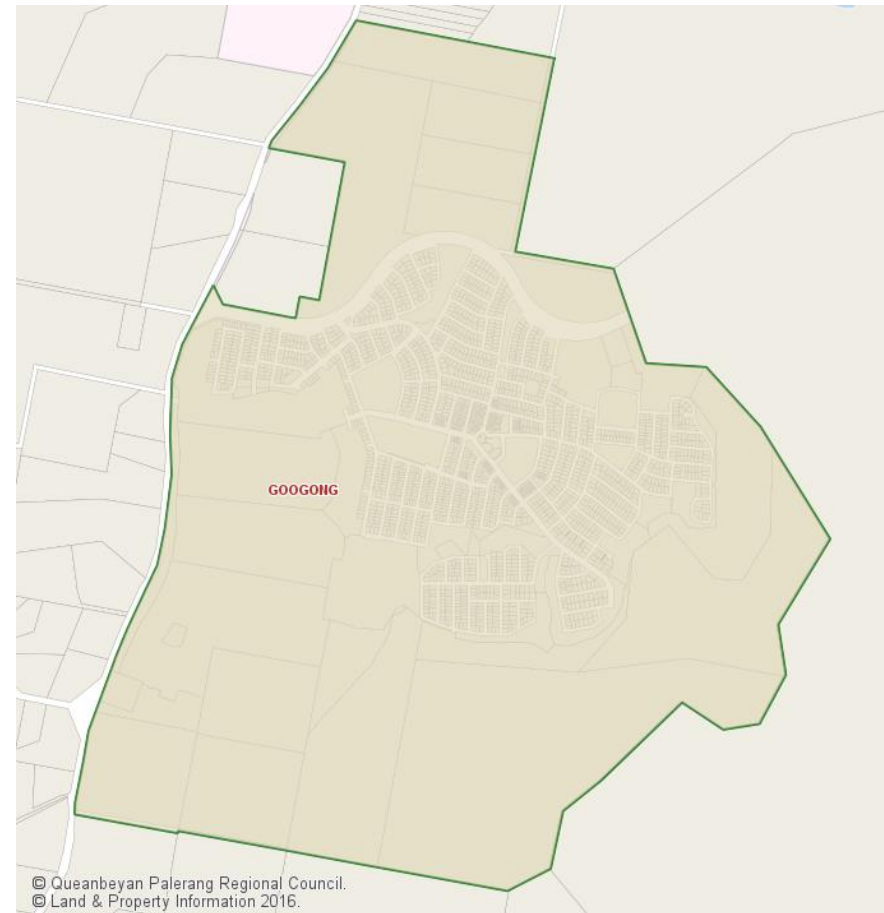 GOOGONG
© Queanbeyan Palerang Regional Council.
© Land & Property Information 2016.